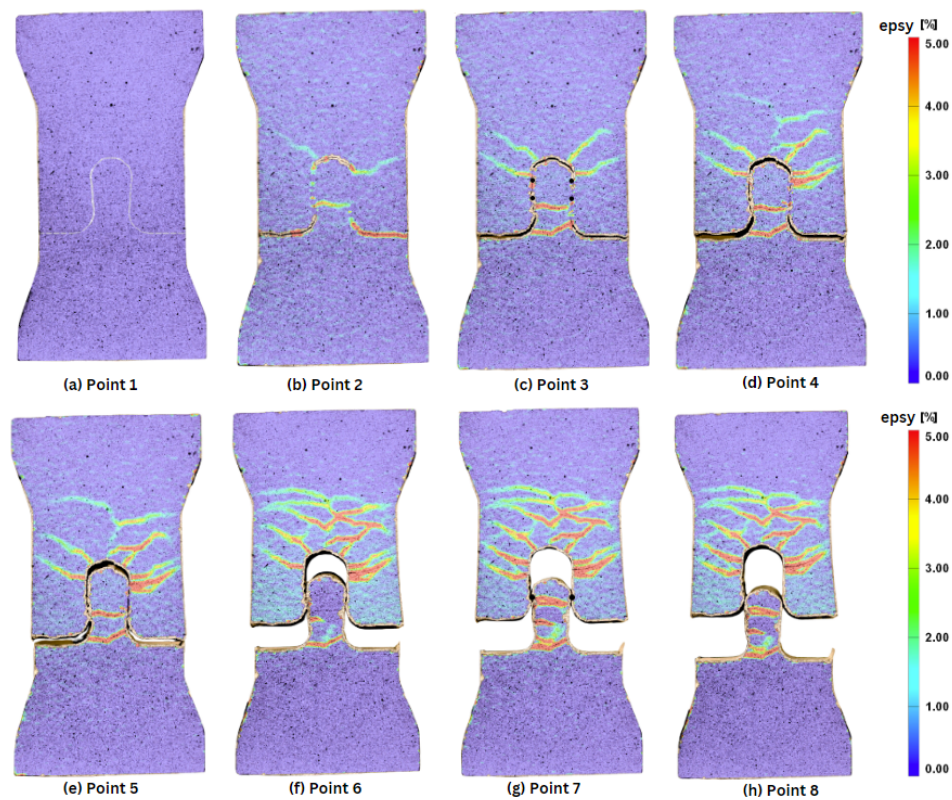 epsy [%]
5.00
4.00
3.00
2.00
1.00
0.00
(a) Point 1
(b) Point 2
(c) Point 3
(d) Point 4
epsy [%]
5.00
4.00
3.00
2.00
1.00
0.00
(e) Point 5
(f) Point 6
(g) Point 7
(h) Point 8